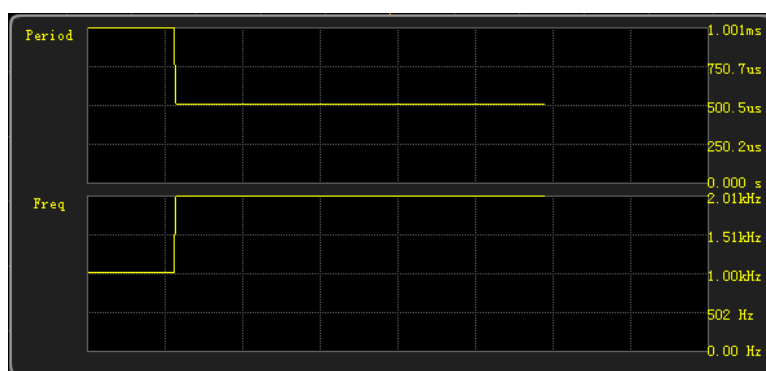 Period
1.001ms
750.7us
500.5us
250.2us
0.000 s
Freq
2.01kHz
1.51kHz
1.00kHz
502 Hz
0.00 Hz